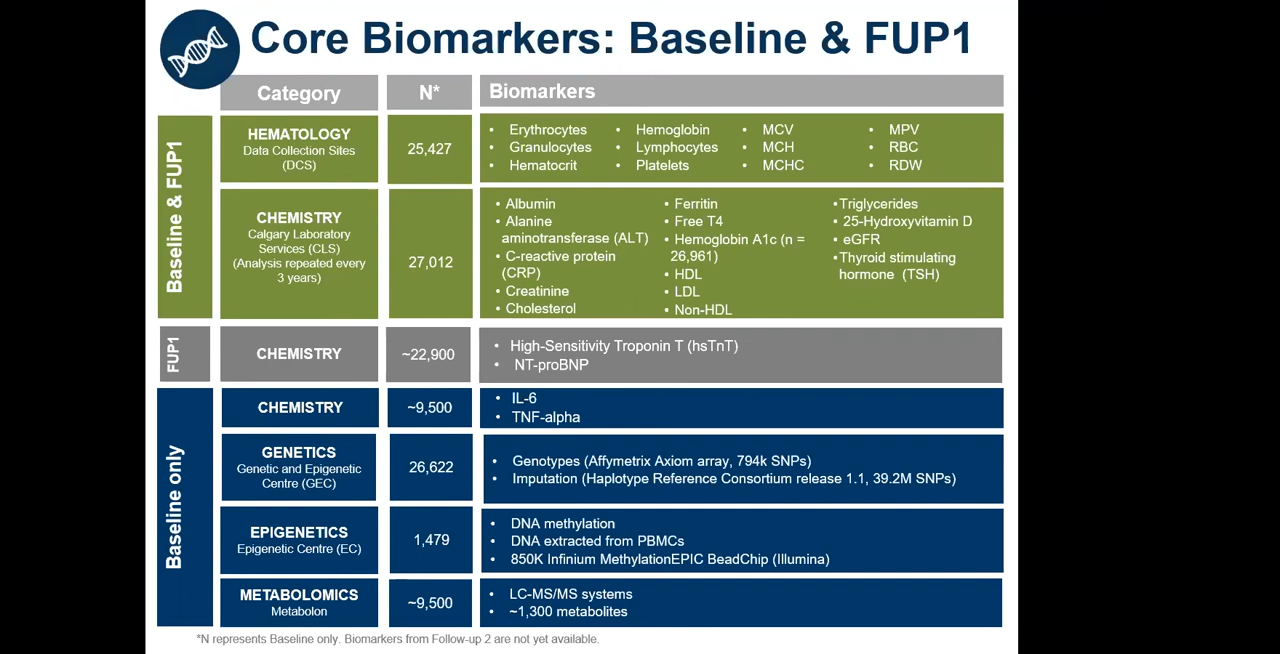 Core Biomarkers: Baseline & FUP1
Category
N*
Biomarkers
Baseline & FUP1
HEMATOLOGY
Data Collection Sites
(DCS)
25,427
• Erythrocytes • Hemoglobin • MCV • MPV
• Granulocytes • Lymphocytes • MCH • RBC
• Hematocrit • Platelets • MCHC • RDW
CHEMISTRY
Calgary Laboratory
Services (CLS)
(Analysis repeated every
3 years)
27,012
• Albumin
• Alanine
aminotransferase (ALT)
• C-reactive protein
(CRP)
• Creatinine
• Cholesterol
• Ferritin
• Free T4
• Hemoglobin A1c (n =
26,961)
• HDL
• LDL
• Non-HDL
• Triglycerides
• 25-Hydroxyvitamin D
• eGFR
• Thyroid stimulating
hormone (TSH)
FUP1
CHEMISTRY
~22,900
• High-Sensitivity Troponin T (hsTnT)
• NT-proBNP
Baseline only
CHEMISTRY
~9,500
• IL-6
• TNF-alpha
GENETICS
Genetic and Epigenetic
Centre (GEC)
26,622
• Genotypes (Affymetrix Axiom array, 794k SNPs)
• Imputation (Haplotype Reference Consortium release 1.1, 39.2M SNPs)
EPIGENETICS
Epigenetic Centre (EC)
1,479
• DNA methylation
• DNA extracted from PBMCs
• 850K Infinium MethylationEPIC BeadChip (Illumina)
METABOLOMICS
Metabolon
~9,500
• LC-MS/MS systems
• ~1,300 metabolites
*N represents Baseline only. Biomarkers from Follow-up 2 are not yet available.